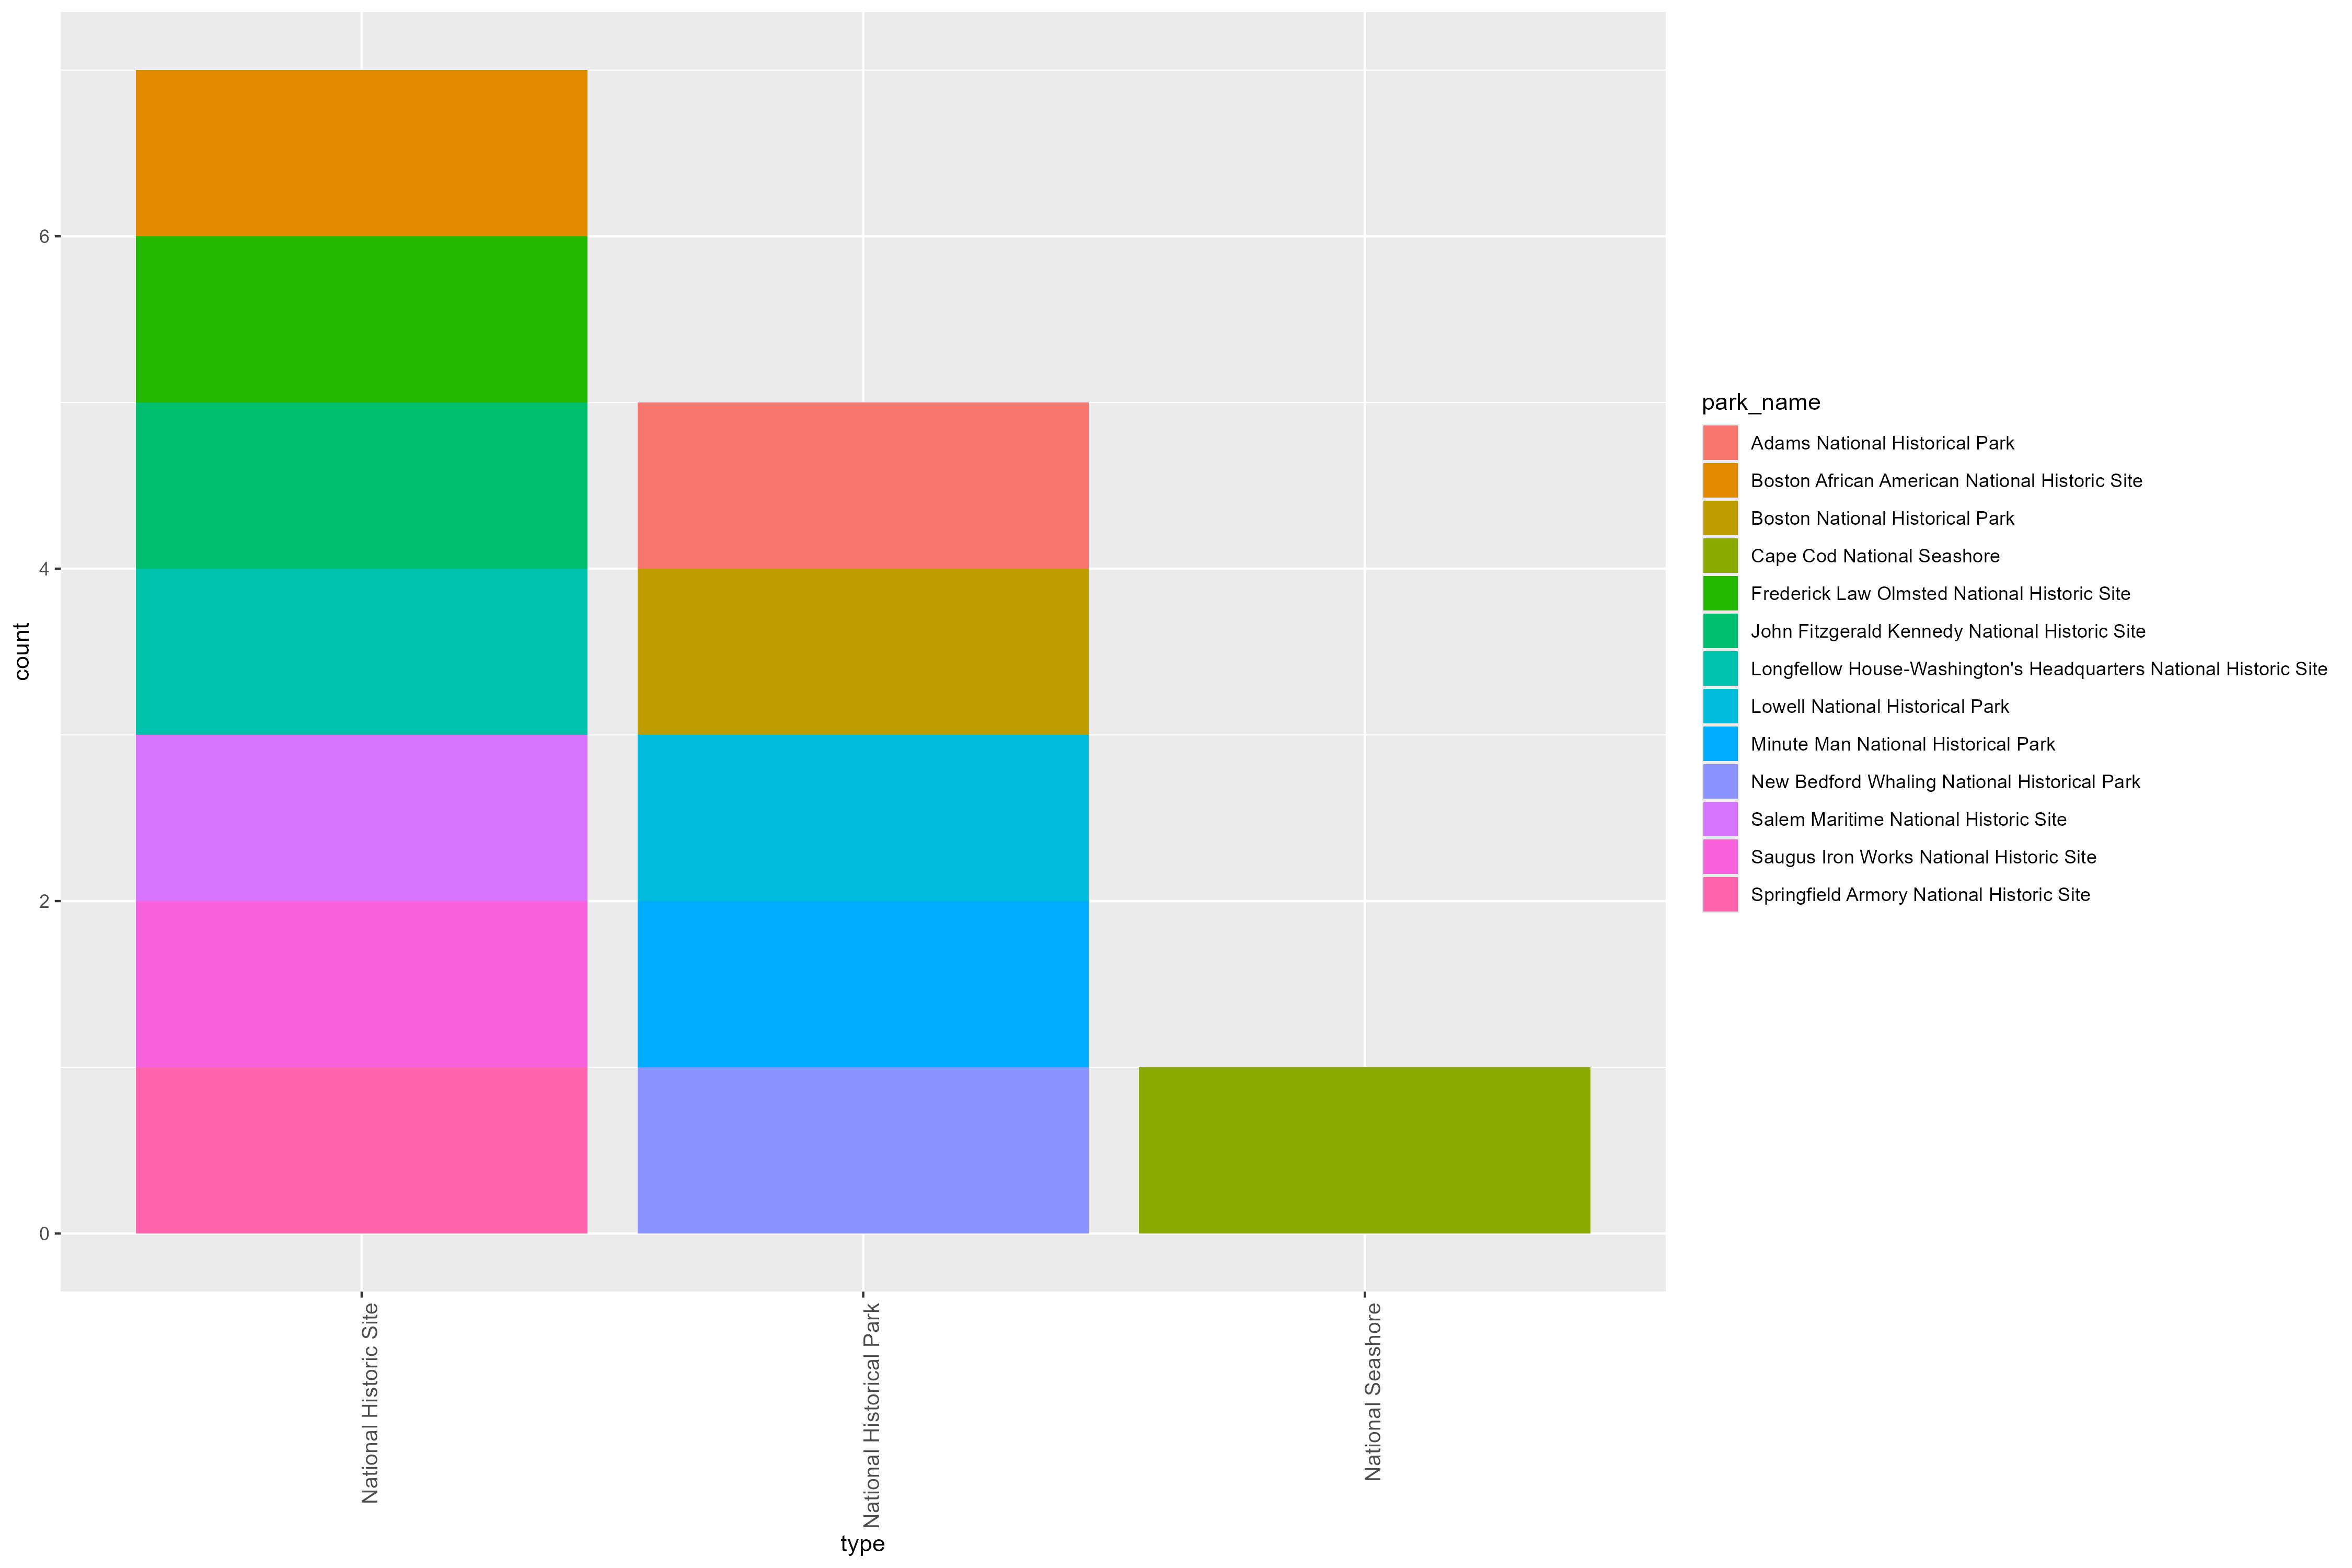 count
6
4
2
0
National Historic Site
National Historical Park
National Seashore
type
park_name
Adams National Historical Park
Boston African American National Historic Site
Boston National Historical Park
Cape Cod National Seashore
Frederick Law Olmsted National Historic Site
John Fitzgerald Kennedy National Historic Site
Longfellow House-Washington's Headquarters National Historic Site
Lowell National Historical Park
Minute Man National Historical Park
New Bedford Whaling National Historical Park
Salem Maritime National Historic Site
Saugus Iron Works National Historic Site
Springfield Armory National Historic Site